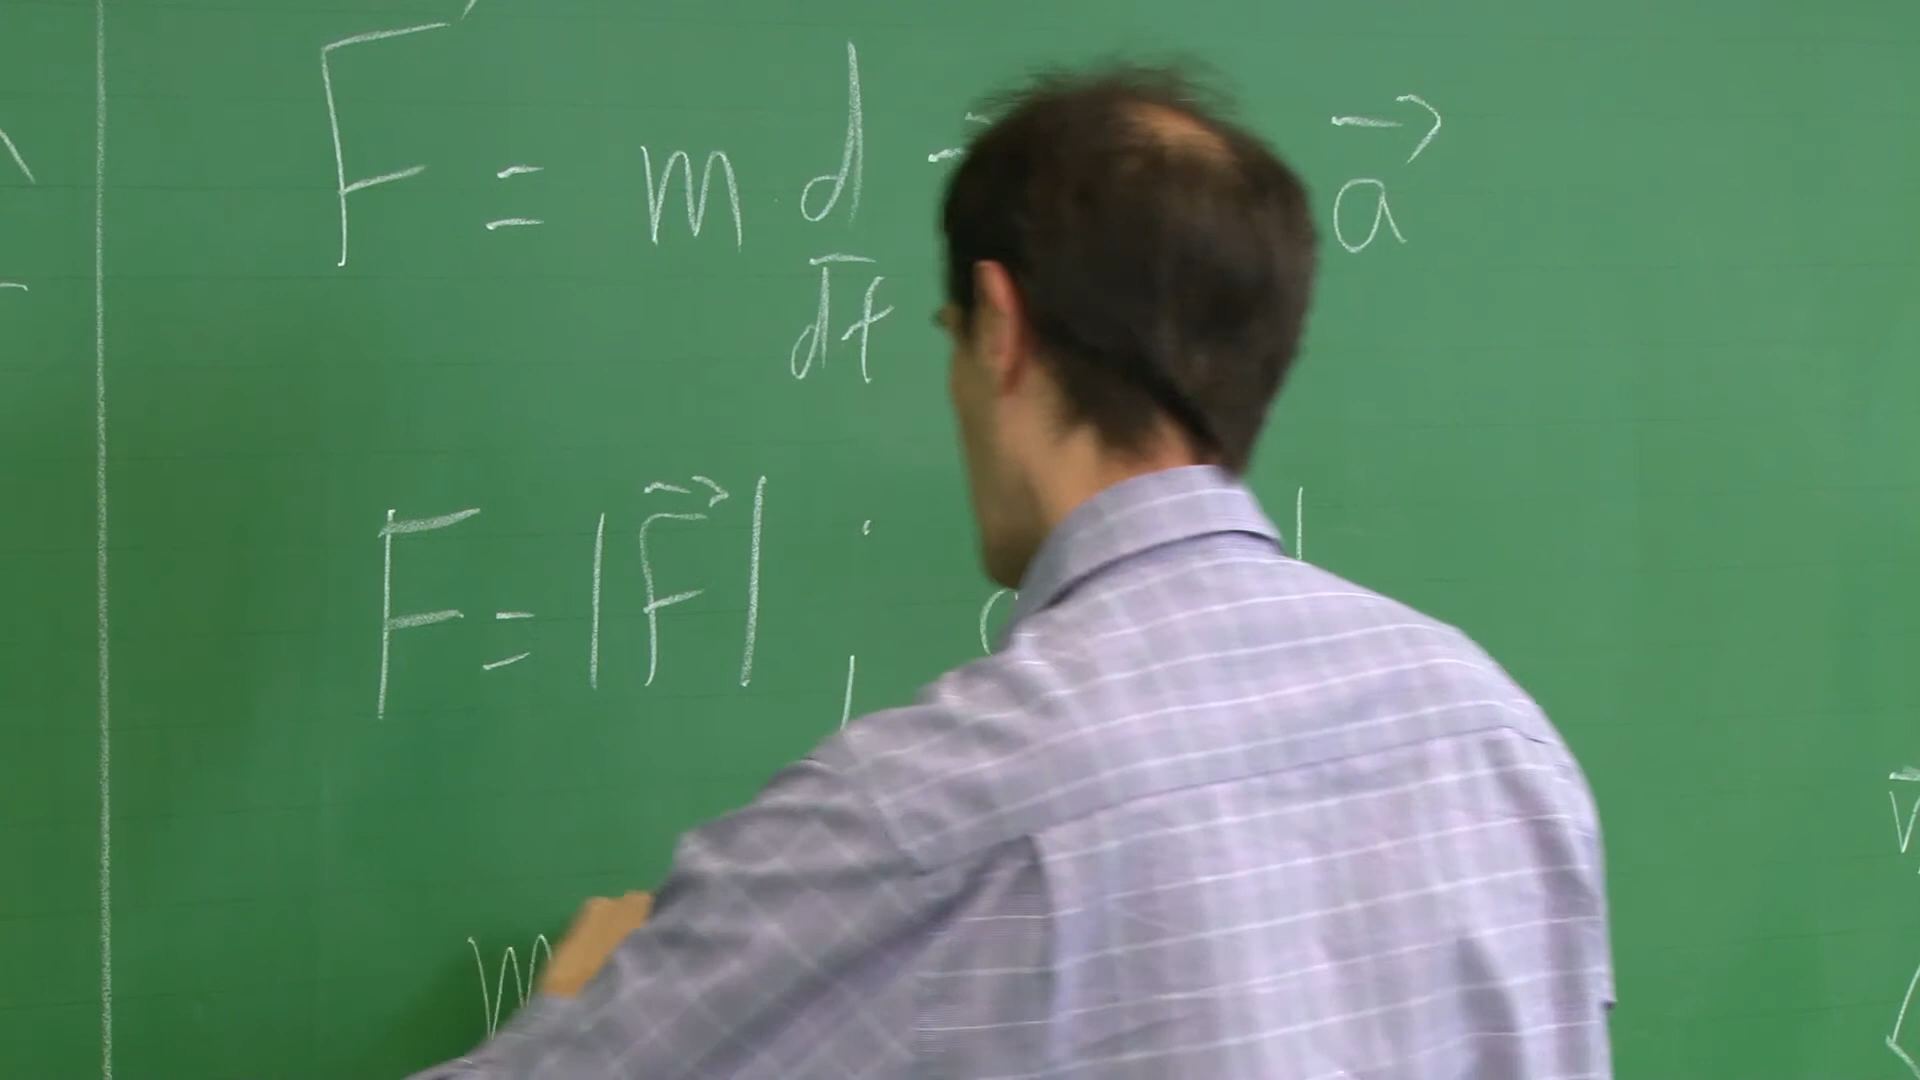 F = m d a
dt
F = |F| ;
m